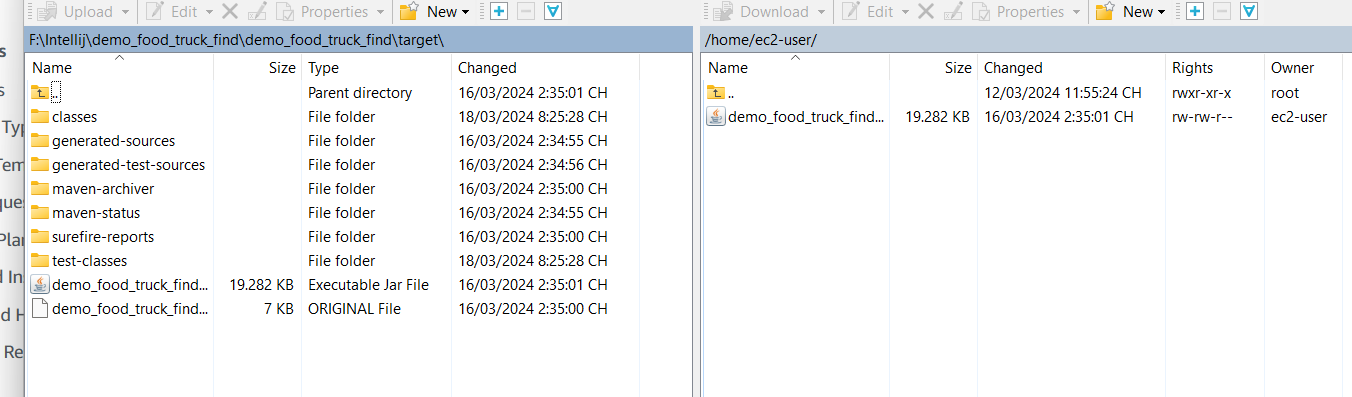 Upload Edit Properties New
F:\Intellij\demo_food_truck_find\demo_food_truck_find\target\
Name Size Type Changed
.. Parent directory 16/03/2024 2:35:01 CH
classes File folder 18/03/2024 8:25:28 CH
generated-sources File folder 16/03/2024 2:34:55 CH
generated-test-sources File folder 16/03/2024 2:34:56 CH
maven-archiver File folder 16/03/2024 2:35:00 CH
maven-status File folder 16/03/2024 2:34:55 CH
surefire-reports File folder 16/03/2024 2:35:00 CH
test-classes File folder 18/03/2024 8:25:28 CH
demo_food_truck_find... 19.282 KB Executable Jar File 16/03/2024 2:35:01 CH
demo_food_truck_find... 7 KB ORIGINAL File 16/03/2024 2:35:00 CH
Download Edit Properties New
/home/ec2-user/
Name Size Changed Rights Owner
.. 12/03/2024 11:55:24 CH rwxr-xr-x root
demo_food_truck_find... 19.282 KB 16/03/2024 2:35:01 CH rw-rw-r-- ec2-user